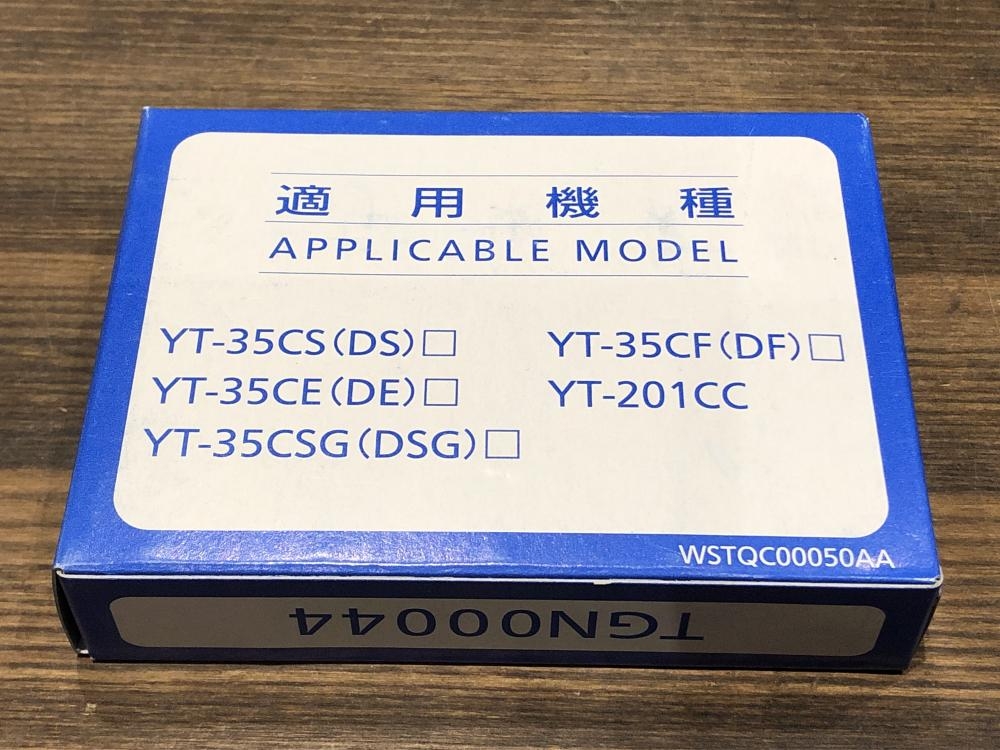 適用機種
APPLICABLE MODEL
YT-35CS(DS)□ YT-35CF(DF)□
YT-35CE(DE)□ YT-201CC
YT-35CSG(DSG)□
WSTQC00050AA
TGN00044